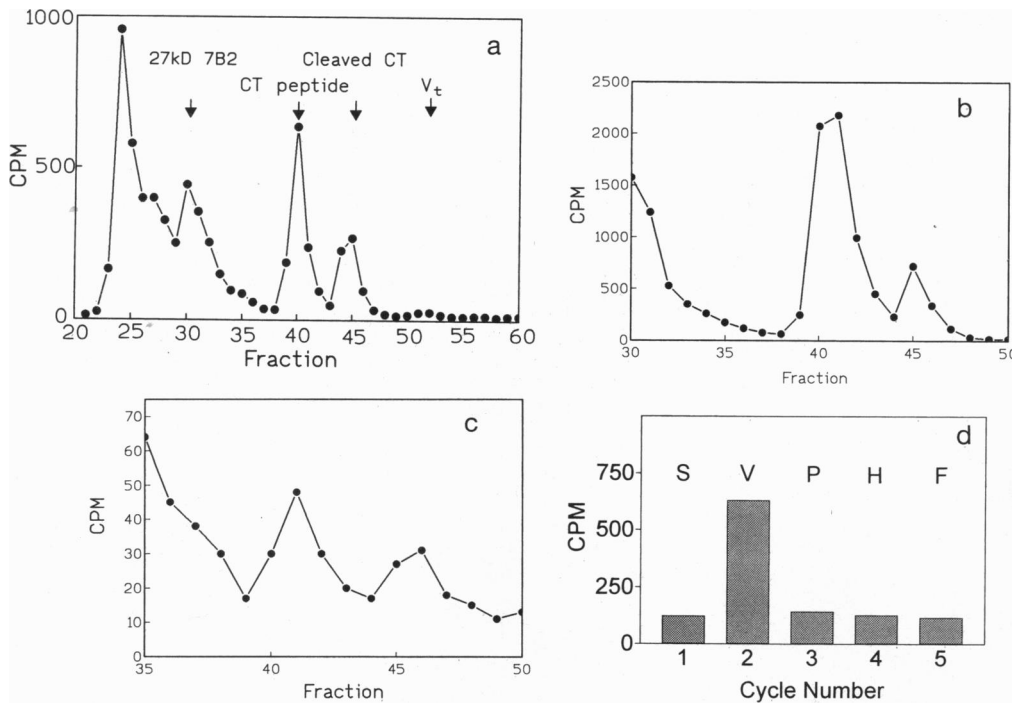 a
1000
27kD 7B2
Cleaved CT
CT peptide
Vt
500
0
CPM
20 25 30 35 40 45 50 55 60
Fraction
b
2500
2000
1500
1000
500
0
CPM
30 35 40 45 50
Fraction
c
70
60
50
40
30
20
10
0
CPM
35 40 45 50
Fraction
d
S V P H F
750
500
250
0
CPM
1 2 3 4 5
Cycle Number